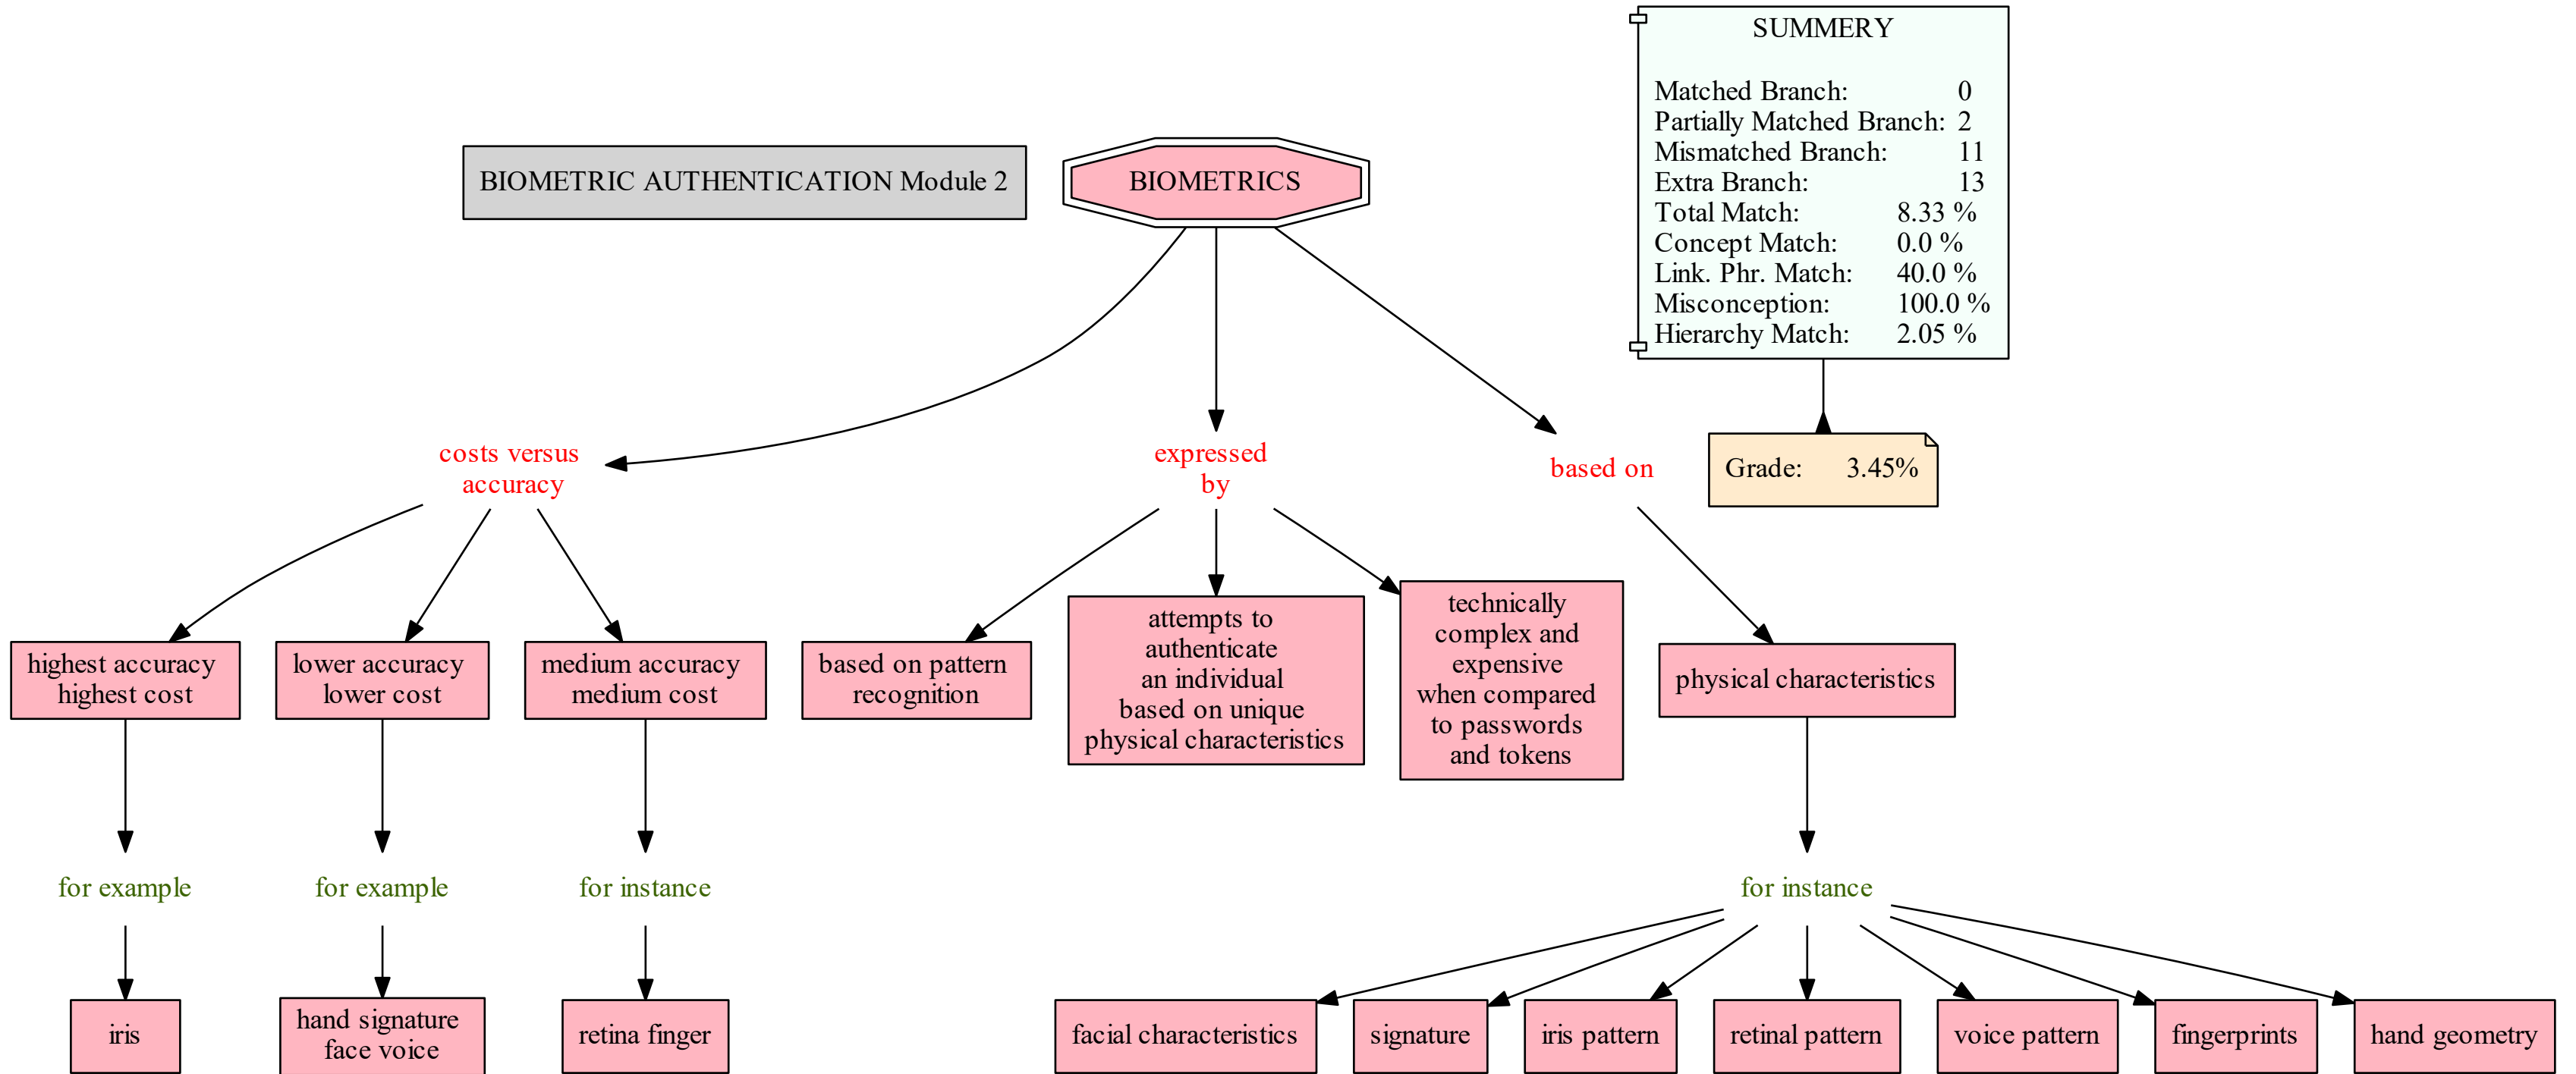 SUMMERY
Matched Branch: 0
Partially Matched Branch: 2
Mismatched Branch: 11
Extra Branch: 13
Total Match: 8.33 %
Concept Match: 0.0 %
Link. Phr. Match: 40.0 %
Misconception: 100.0 %
Hierarchy Match: 2.05 %
BIOMETRIC AUTHENTICATION Module 2
BIOMETRICS
costs versus
accuracy
expressed
by
based on
Grade: 3.45%
highest accuracy
highest cost
lower accuracy
lower cost
medium accuracy
medium cost
based on pattern
recognition
attempts to
authenticate
an individual
based on unique
physical characteristics
technically
complex and
expensive
when compared
to passwords
and tokens
physical characteristics
for example
for example
for instance
for instance
iris
hand signature
face voice
retina finger
facial characteristics
signature
iris pattern
retinal pattern
voice pattern
fingerprints
hand geometry